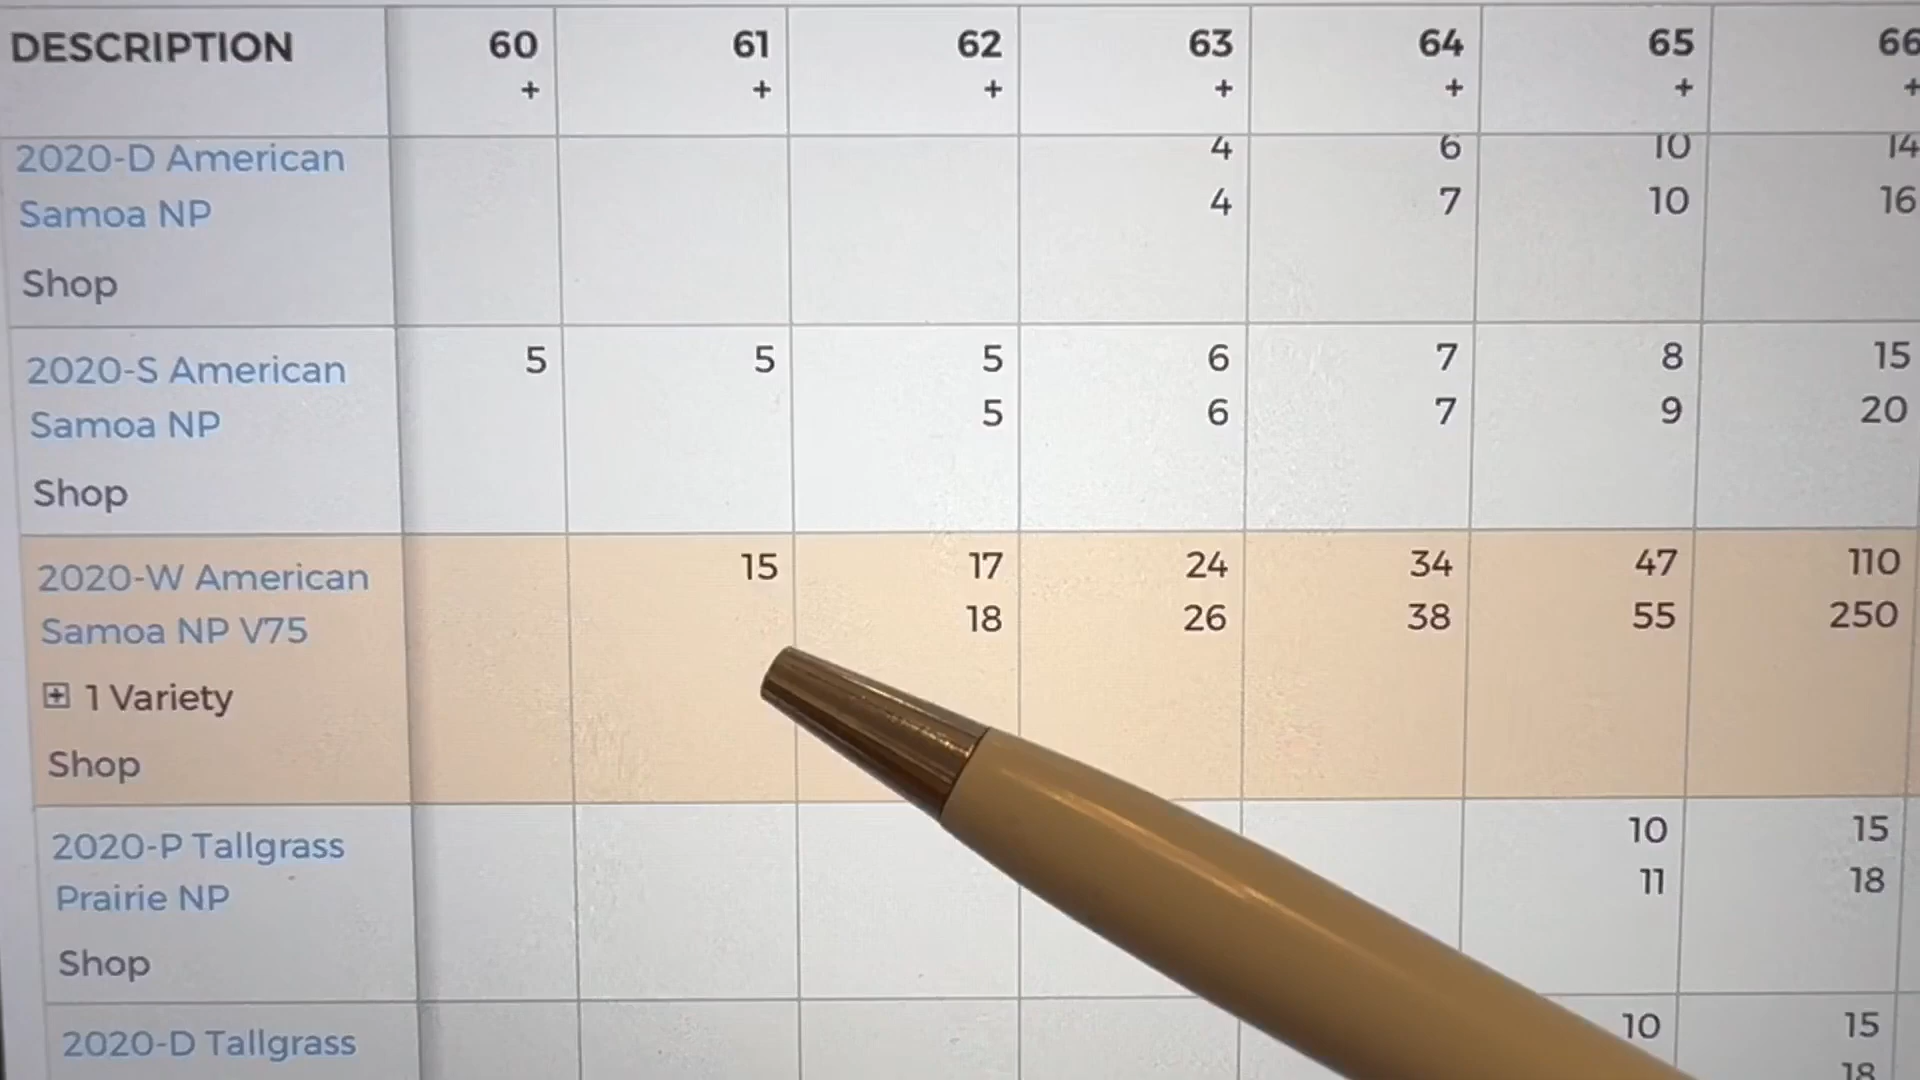 DESCRIPTION 60 61 62 63 64 65 66
+ + + + + + +
2020-D American 4 6 10 14
Samoa NP 4 7 10 16
Shop
2020-S American 5 5 5 6 7 8 15
Samoa NP 5 6 7 9 20
Shop
2020-W American 15 17 24 34 47 110
Samoa NP V75 18 26 38 55 250
+ 1 Variety
Shop
2020-P Tallgrass 10 15
Prairie NP 11 18
Shop
2020-D Tallgrass 10 15
18